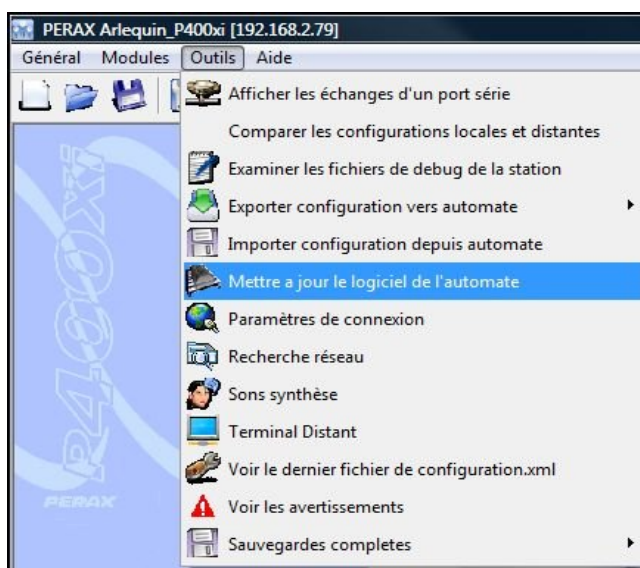 PERAX Arlequin_P400xi [192.168.2.79]
Général Modules Outils Aide
Afficher les échanges d'un port série
Comparer les configurations locales et distantes
Examiner les fichiers de debug de la station
Exporter configuration vers automate
Importer configuration depuis automate
Mettre a jour le logiciel de l'automate
Paramètres de connexion
Recherche réseau
Sons synthèse
Terminal Distant
Voir le dernier fichier de configuration.xml
Voir les avertissements
Sauvegardes completes
P400xi
PERAX